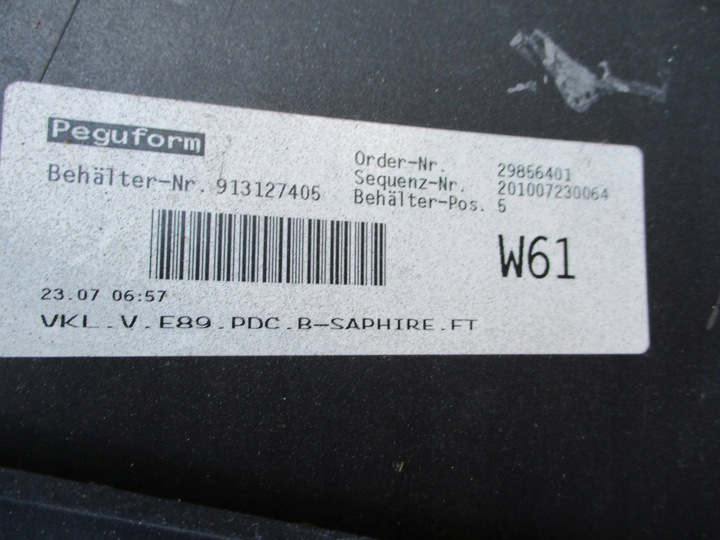 Peguform
Behälter-Nr. 913127405
Order-Nr. 29856401
Sequenz-Nr. 201007230064
Behälter-Pos. 5
W61
23.07 06:57
VKL.V.E89.PDC.B-SAPHIRE.FT